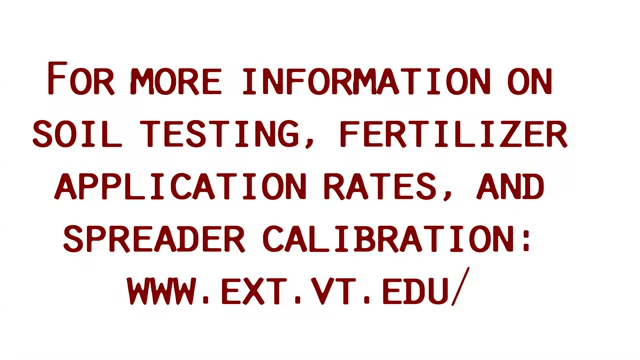 FOR MORE INFORMATION ON
SOIL TESTING, FERTILIZER
APPLICATION RATES, AND
SPREADER CALIBRATION:
WWW.EXT.VT.EDU/